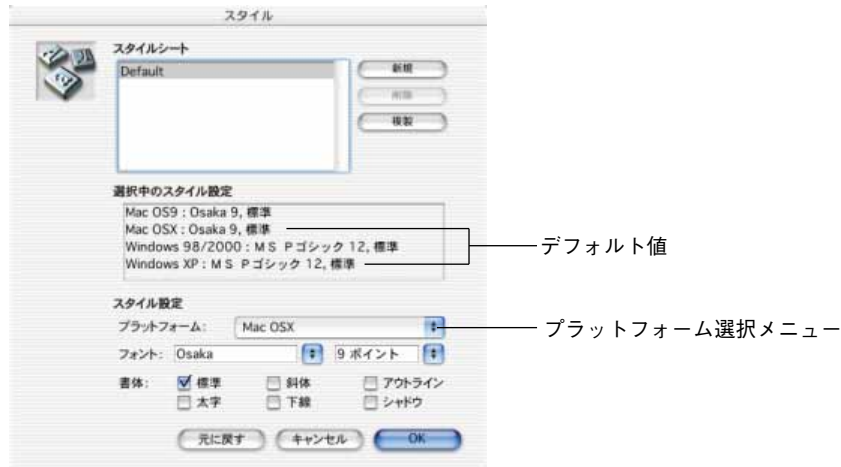 スタイル
スタイルシート
Default
新規
削除
複製
選択中のスタイル設定
Mac OS9 : Osaka 9, 標準
Mac OSX : Osaka 9, 標準
Windows 98/2000 : ＭＳ Ｐゴシック 12, 標準
Windows XP : ＭＳ Ｐゴシック 12, 標準
デフォルト値
スタイル設定
プラットフォーム: Mac OSX
プラットフォーム選択メニュー
フォント: Osaka 9 ポイント
書体: 標準 斜体 アウトライン
太字 下線 シャドウ
元に戻す キャンセル OK